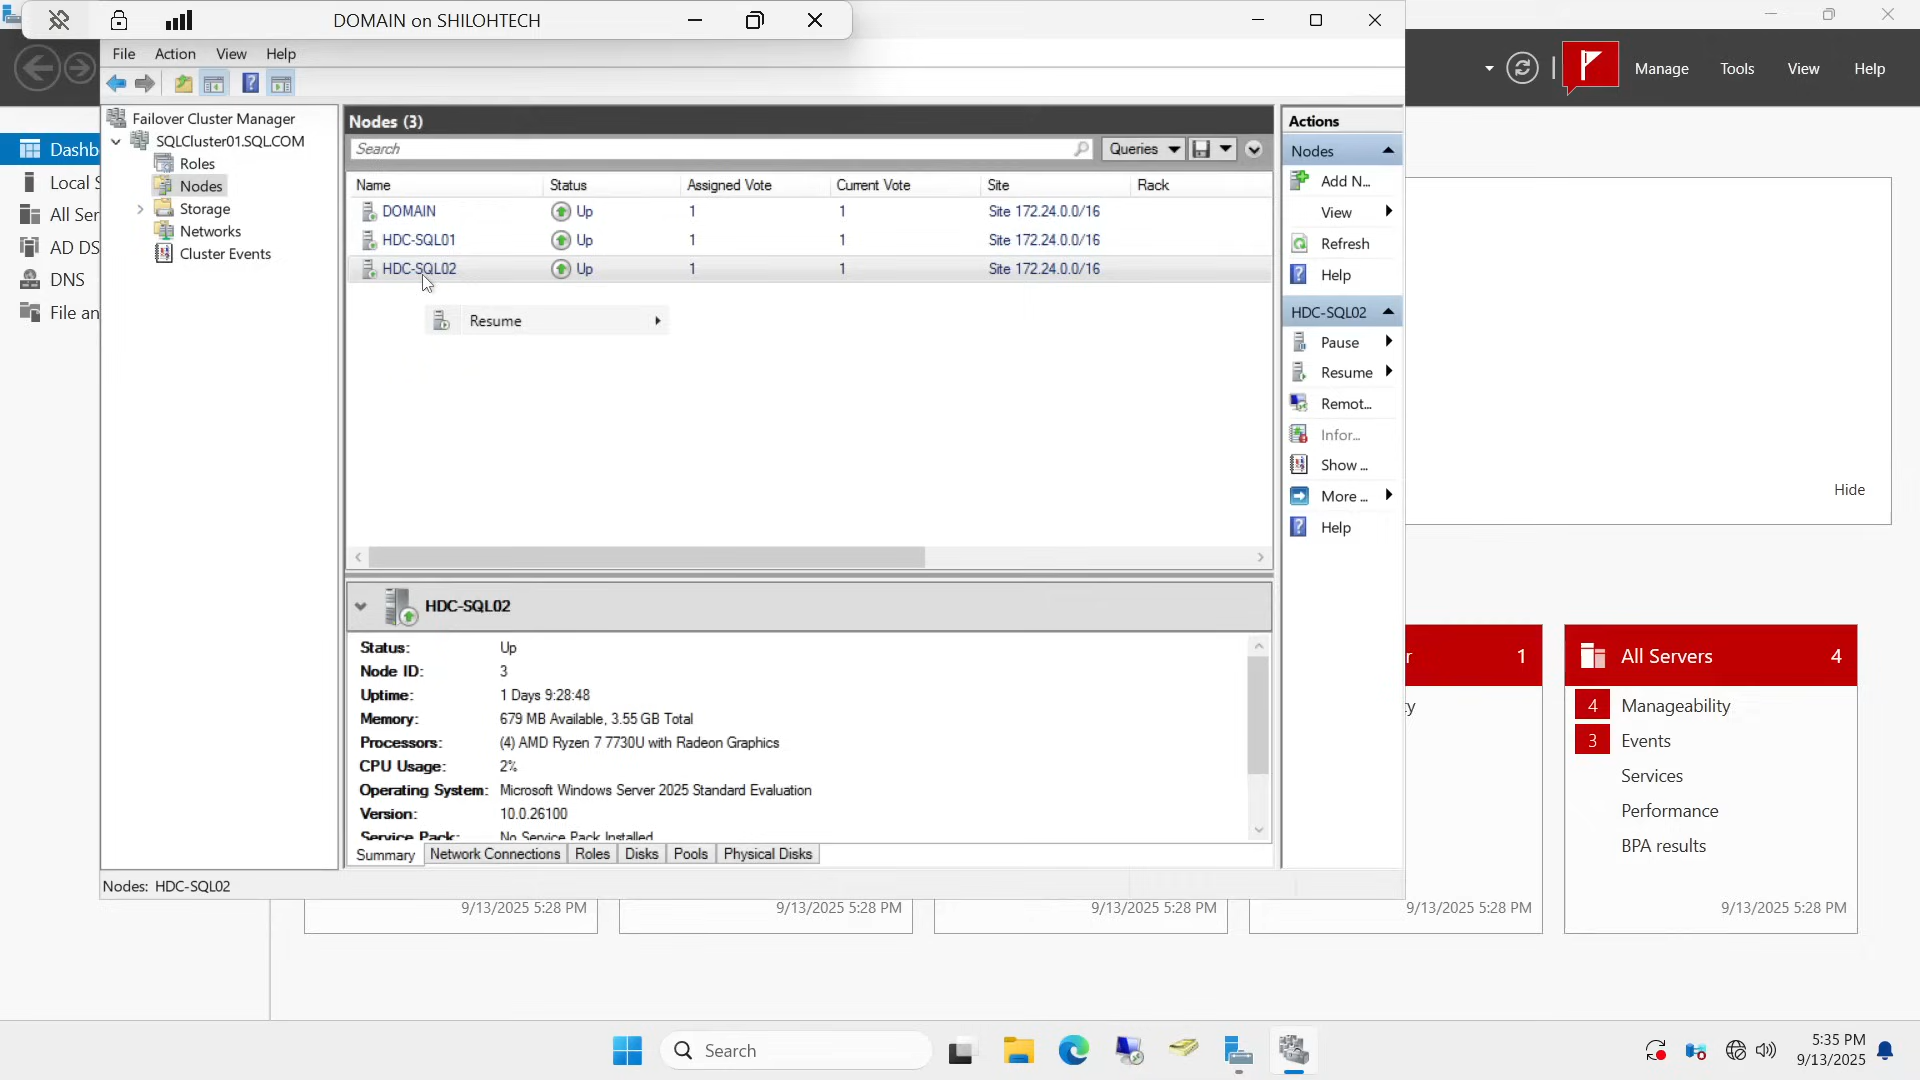 DOMAIN on SHILOHTECH
File Action View Help
Manage Tools View Help
Failover Cluster Manager
SQLCluster01.SQL.COM
Roles
Nodes
Storage
Networks
Cluster Events
Dashb
Local S
All Ser
AD DS
DNS
File an
Nodes (3)
Search
Queries
Name Status Assigned Vote Current Vote Site Rack
DOMAIN Up 1 1 Site 172.24.0.0/16
HDC-SQL01 Up 1 1 Site 172.24.0.0/16
HDC-SQL02 Up 1 1 Site 172.24.0.0/16
Resume
Actions
Nodes
Add N...
View
Refresh
Help
HDC-SQL02
Pause
Resume
Remot...
Infor...
Show ...
More ...
Help
Hide
HDC-SQL02
Status: Up
Node ID: 3
Uptime: 1 Days 9:28:48
Memory: 679 MB Available, 3.55 GB Total
Processors: (4) AMD Ryzen 7 7730U with Radeon Graphics
CPU Usage: 2%
Operating System: Microsoft Windows Server 2025 Standard Evaluation
Version: 10.0.26100
Service Pack: No Service Pack Installed
Summary Network Connections Roles Disks Pools Physical Disks
Nodes: HDC-SQL02
r 1
ty
All Servers 4
4 Manageability
3 Events
Services
Performance
BPA results
9/13/2025 5:28 PM 9/13/2025 5:28 PM 9/13/2025 5:28 PM 9/13/2025 5:28 PM 9/13/2025 5:28 PM
Search
5:35 PM
9/13/2025